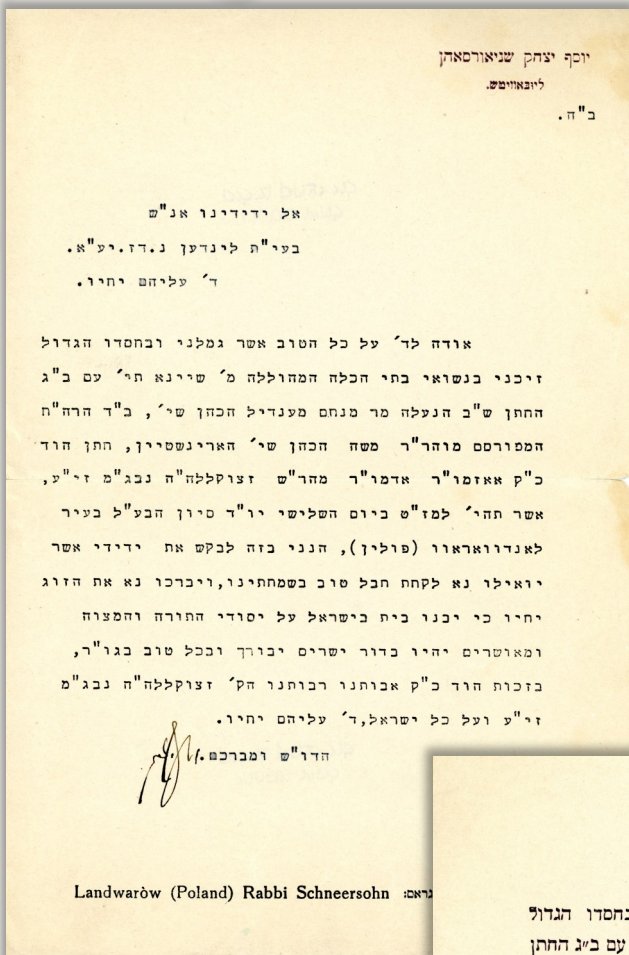 יוסף יצחק שניאורסאהן
ליובאוויטש.
ב"ה.
אל ידידינו אנ"ש
בעי"ת לינדען נ.דז.יע"א.
ד׳ עליהם יחיו.
אודה לד׳ על כל הטוב אשר גמלני ובחסדו הגדול
זיכני בנשואי בתי הכלה המהוללה מ׳ שיינא תי׳ עם ב"ג
החתן ש"ב הנעלה מר מנחם מענדיל הכהן שי׳, ב"ד הרה"ח
המפורסם מוהר"ר משה הכהן שי׳ הארינשטיין, חתן הוד
כ"ק אאזמו"ר אדמו"ר מהר"ש זצוקללה"ה נבג"מ זי"ע,
אשר תהי׳ למז"ט ביום השלישי יו"ד סיון הבע"ל בעיר
לאנדוואראוו (פולין), הנני בזה לבקש את ידידי אשר
יואילו נא לקחת חבל טוב בשמחתינו,ויברכו נא את הזוג
יחיו כי יבנו בית בישראל על יסודי התורה והמצוה
ומאושרים יהיו בדור ישרים יבורך ובכל טוב בגו"ר,
בזכות הוד כ"ק אבותנו רבותנו הק׳ זצוקללה"ה נבג"מ
זי"ע ועל כל ישראל,ד׳ עליהם יחיו.
הדו"ש ומברכם.
Landwaròw (Poland) Rabbi Schneersohn
בחסדו הגדול
עם ב״ג החתן